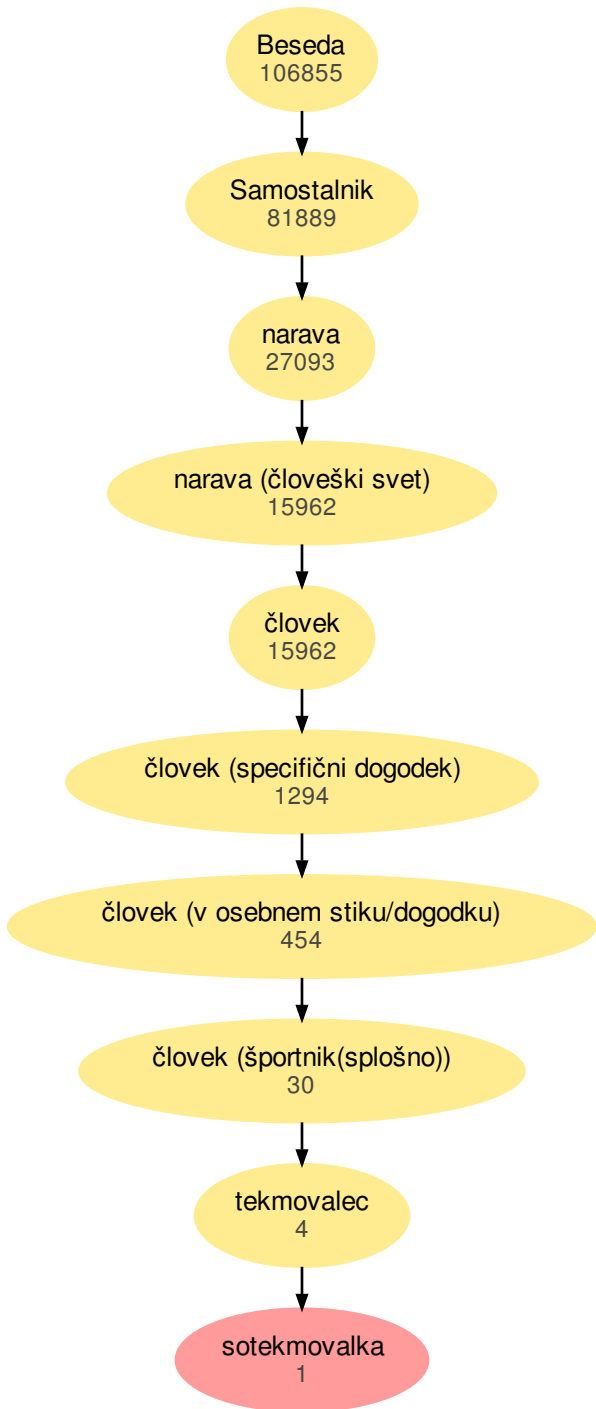 Beseda
106855
Samostalnik
81889
narava
27093
narava (človeški svet)
15962
človek
15962
človek (specifični dogodek)
1294
človek (v osebnem stiku/dogodku)
454
človek (športnik(splošno))
30
tekmovalec
4
sotekmovalka
1